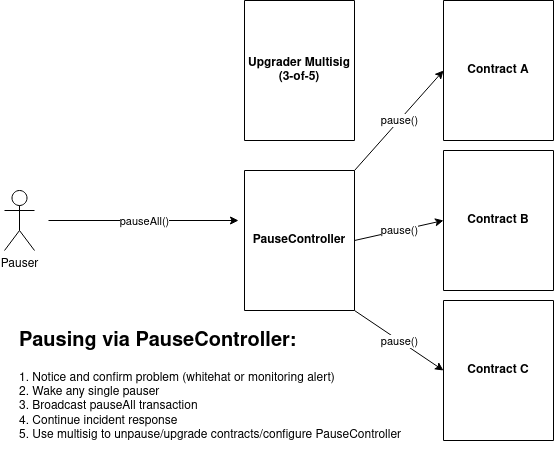 Upgrader Multisig
(3-of-5)
Contract A
pause()
pauseAll()
Pauser
PauseController
pause()
Contract B
pause()
Contract C
Pausing via PauseController:
1. Notice and confirm problem (whitehat or monitoring alert)
2. Wake any single pauser
3. Broadcast pauseAll transaction
4. Continue incident response
5. Use multisig to unpause/upgrade contracts/configure PauseController